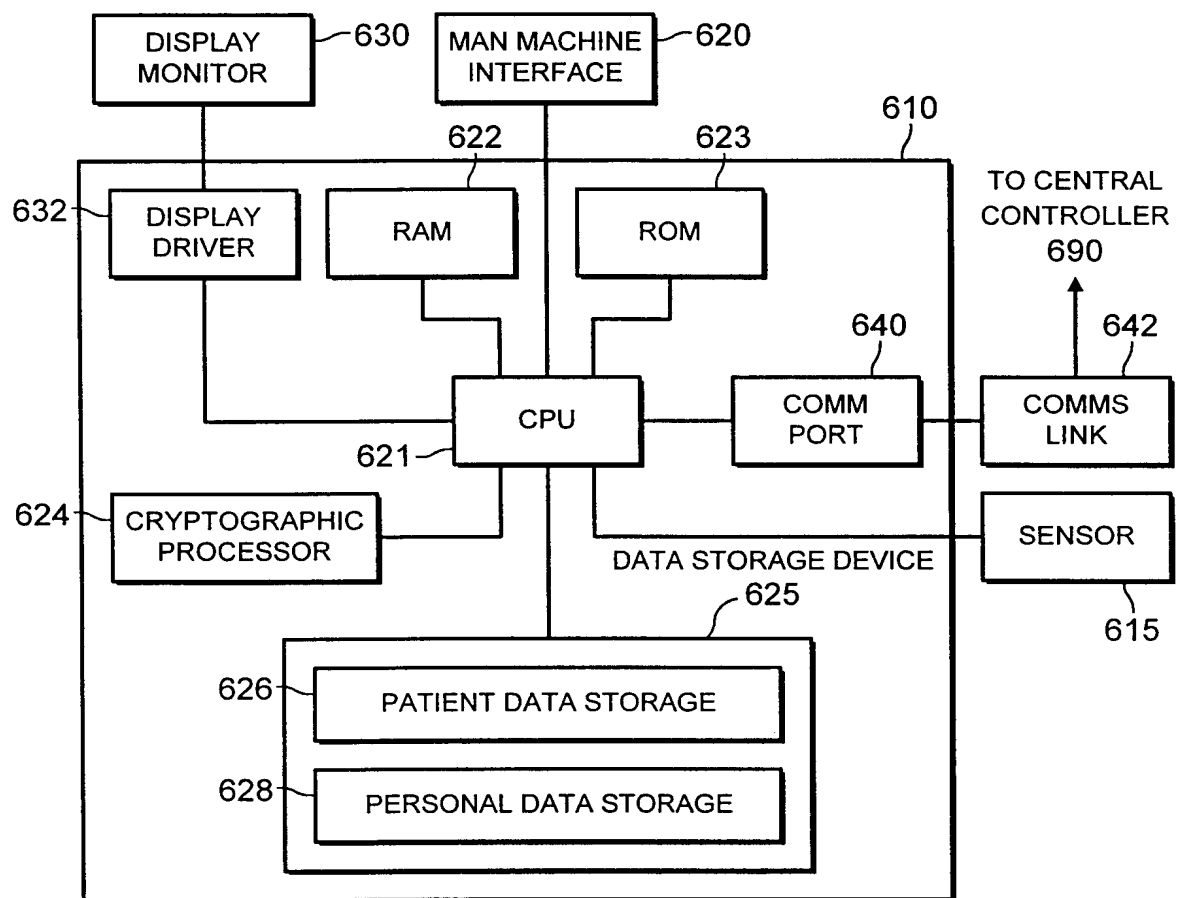 DISPLAY
MONITOR
630
MAN MACHINE
INTERFACE
620
610
622
623
632
DISPLAY
DRIVER
RAM
ROM
TO CENTRAL
CONTROLLER
690
640
642
CPU
621
COMM
PORT
COMMS
LINK
624
CRYPTOGRAPHIC
PROCESSOR
DATA STORAGE DEVICE
625
SENSOR
615
626
PATIENT DATA STORAGE
628
PERSONAL DATA STORAGE